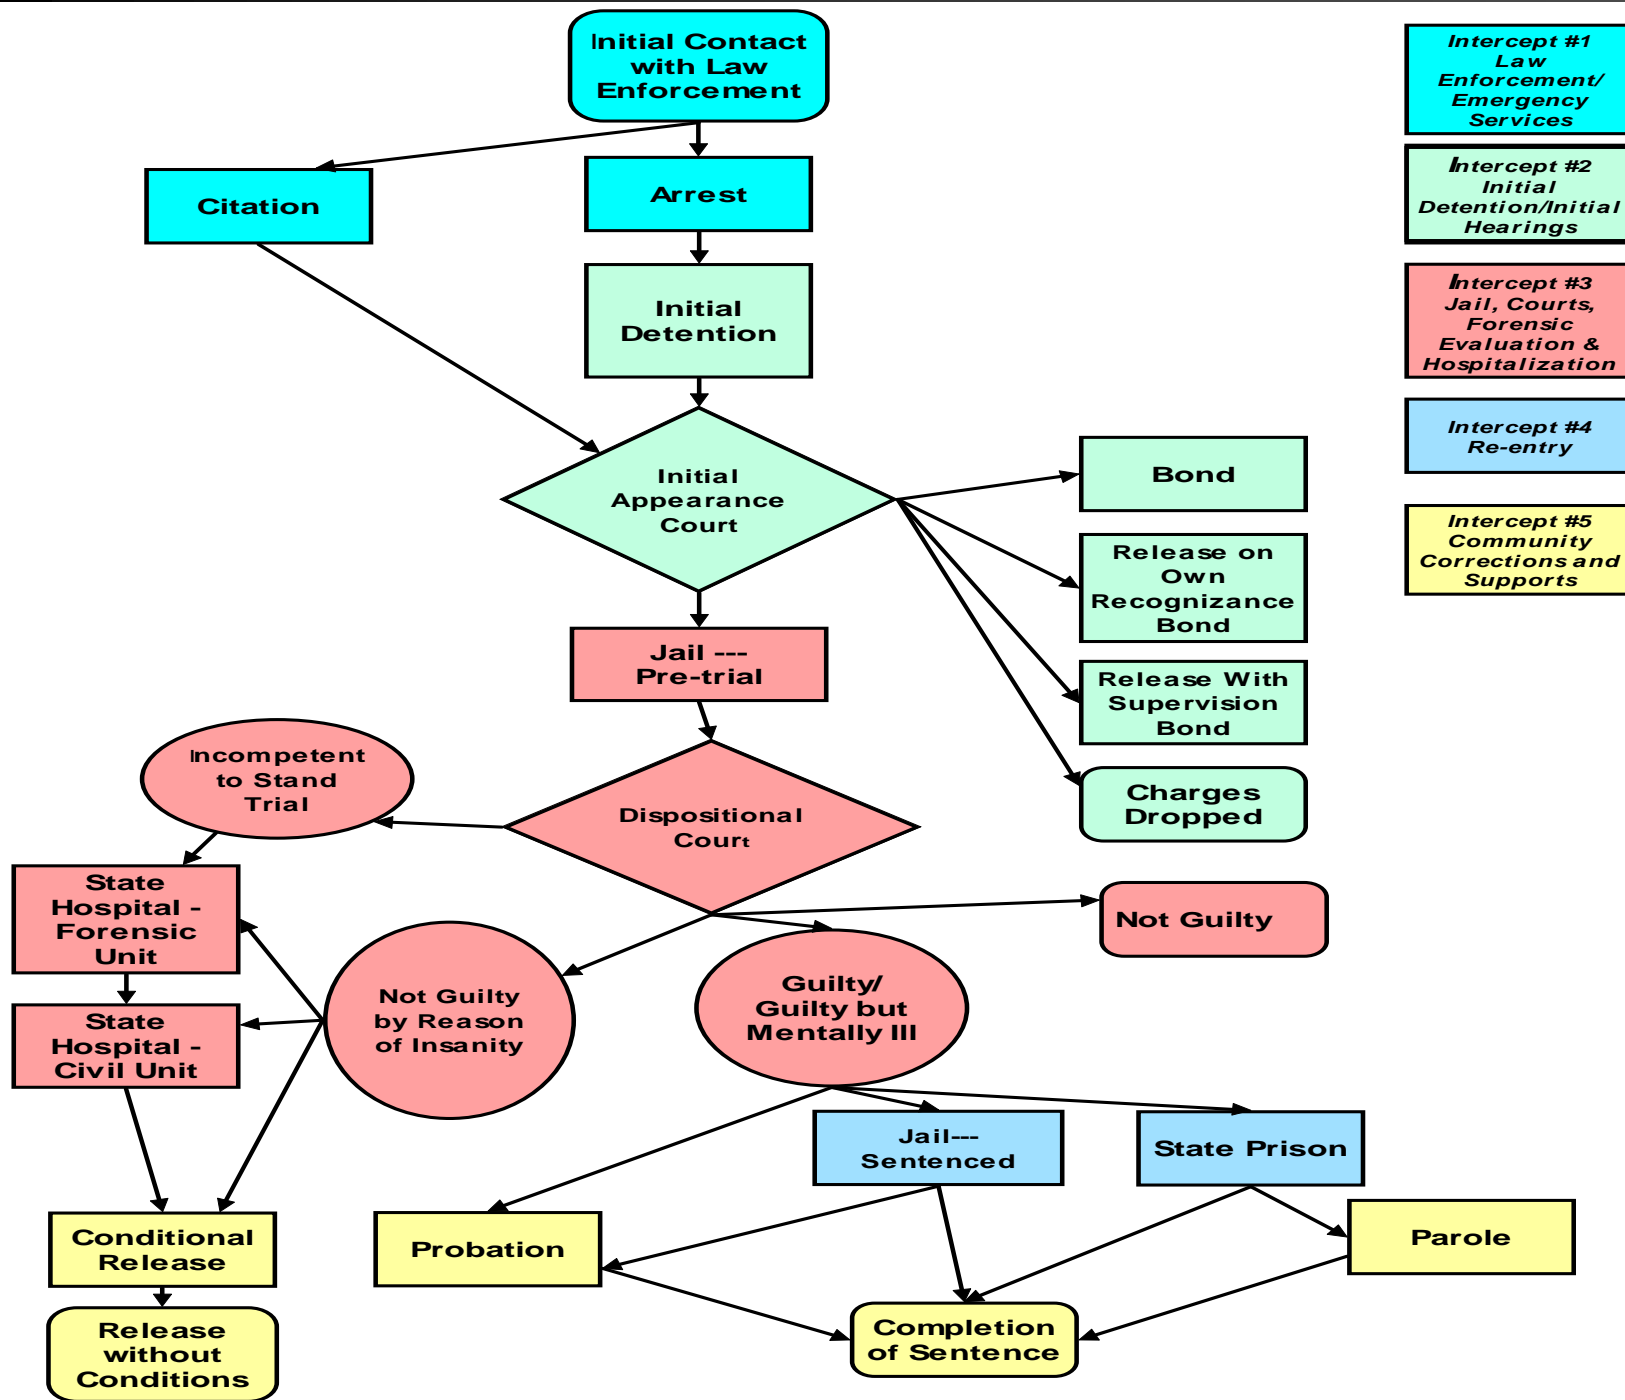 Initial Contact
with Law
Enforcement
Citation
Arrest
Initial
Detention
Initial
Appearance
Court
Bond
Release on
Own
Recognizance
Bond
Release With
Supervision
Bond
Charges
Dropped
Jail ---
Pre-trial
Incompetent
to Stand
Trial
Dispositional
Court
State
Hospital -
Forensic
Unit
State
Hospital -
Civil Unit
Not Guilty
by Reason
of Insanity
Guilty/
Guilty but
Mentally Ill
Not Guilty
Jail---
Sentenced
State Prison
Conditional
Release
Probation
Parole
Release
without
Conditions
Completion
of Sentence
Intercept #1
Law
Enforcement/
Emergency
Services
Intercept #2
Initial
Detention/Initial
Hearings
Intercept #3
Jail, Courts,
Forensic
Evaluation &
Hospitalization
Intercept #4
Re-entry
Intercept #5
Community
Corrections and
Supports